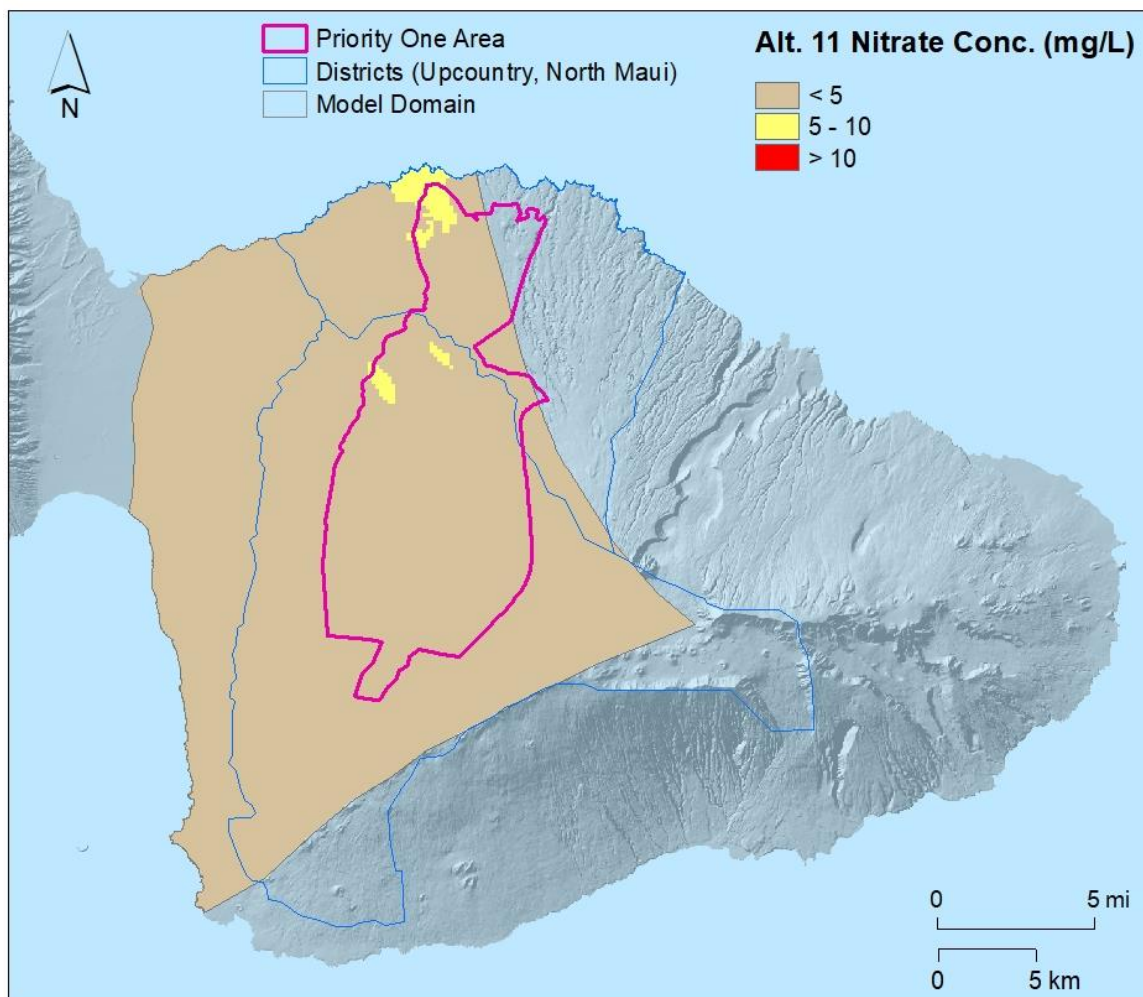 Priority One Area
Districts (Upcountry, North Maui)
Model Domain
N
Alt. 11 Nitrate Conc. (mg/L)
< 5
5 - 10
> 10
0 5 mi
0 5 km